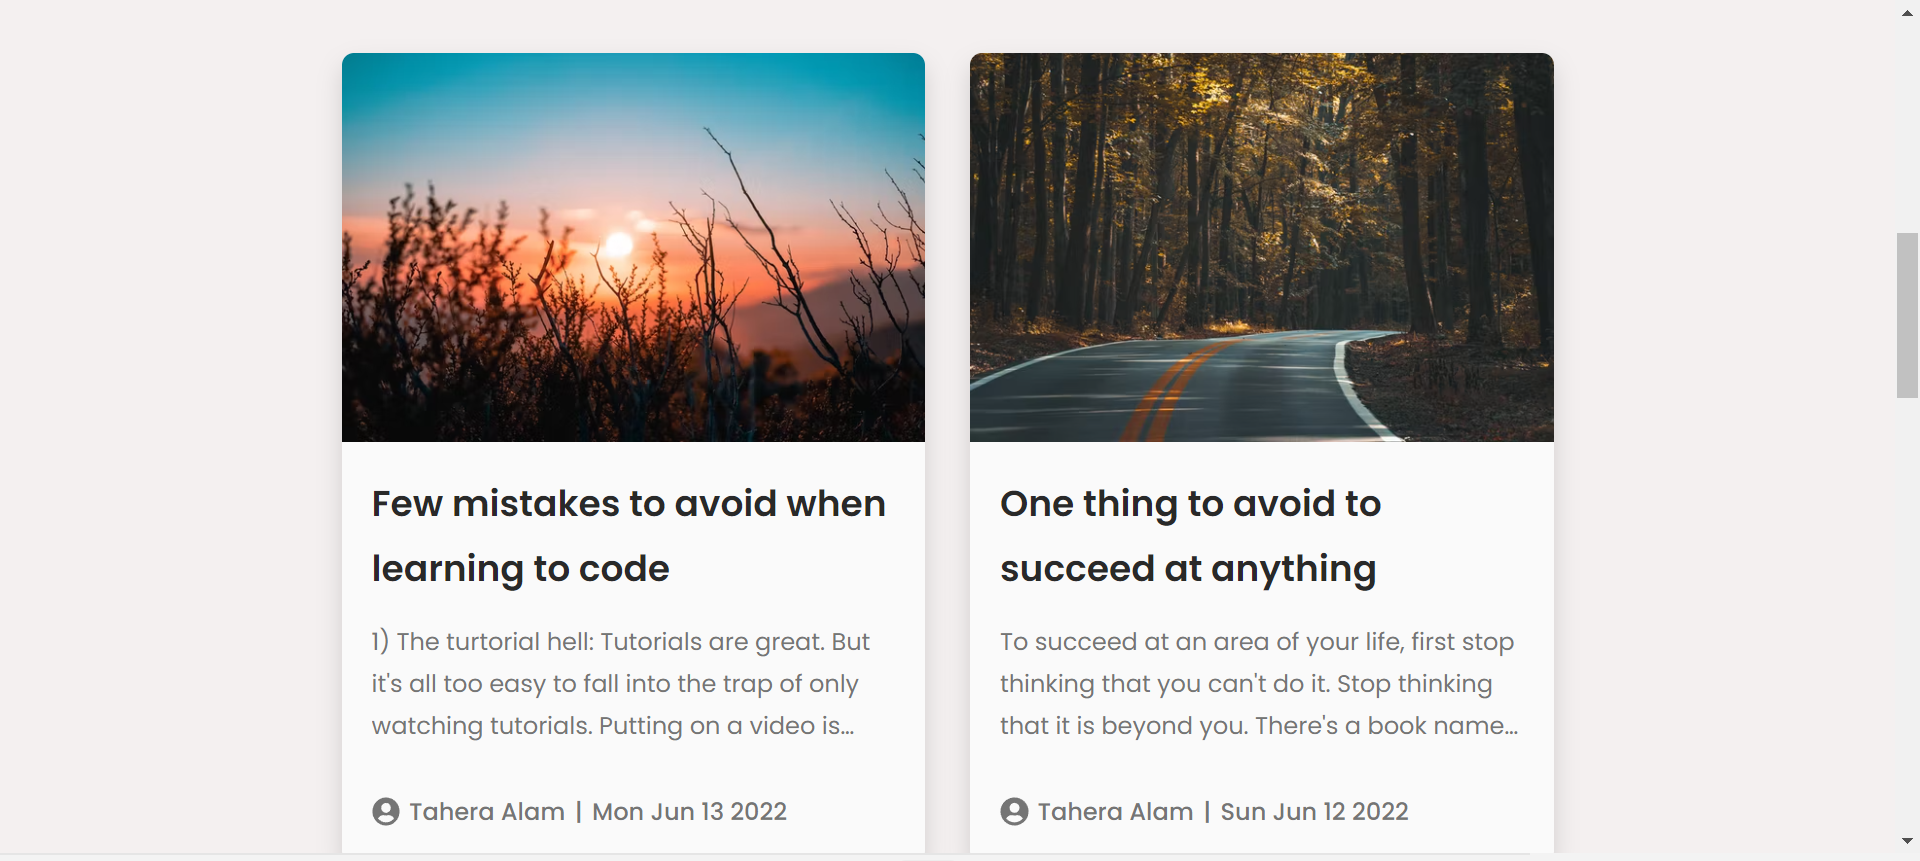 Few mistakes to avoid when
learning to code
1) The turtorial hell: Tutorials are great. But
it's all too easy to fall into the trap of only
watching tutorials. Putting on a video is...
Tahera Alam | Mon Jun 13 2022
One thing to avoid to
succeed at anything
To succeed at an area of your life, first stop
thinking that you can't do it. Stop thinking
that it is beyond you. There's a book name...
Tahera Alam | Sun Jun 12 2022